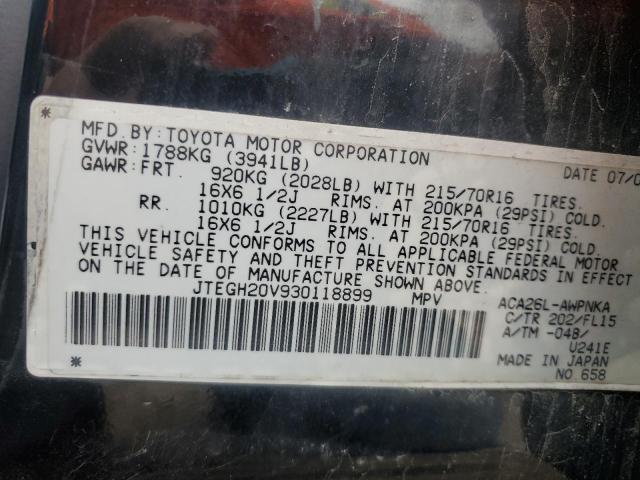 MFD BY: TOYOTA MOTOR CORPORATION DATE 07/0
GVWR: 1788KG (3941LB)
GAWR: FRT. 920KG (2028LB) WITH 215/70R16 TIRES.
16X6 1/2J RIMS. AT 200KPA (29PSI) COLD.
RR. 1010KG (2227LB) WITH 215/70R16 TIRES.
16X6 1/2J RIMS. AT 200KPA (29PSI) COLD.
THIS VEHICLE CONFORMS TO ALL APPLICABLE FEDERAL MOTOR
VEHICLE SAFETY AND THEFT PREVENTION STANDARDS IN EFFECT
ON THE DATE OF MANUFACTURE SHOWN ABOVE.
JTEGH20V930118899 MPV ACA26L-AWPNKA
C/TR 202/FL15
A/TM -04B/
U241E
MADE IN JAPAN
NO 658